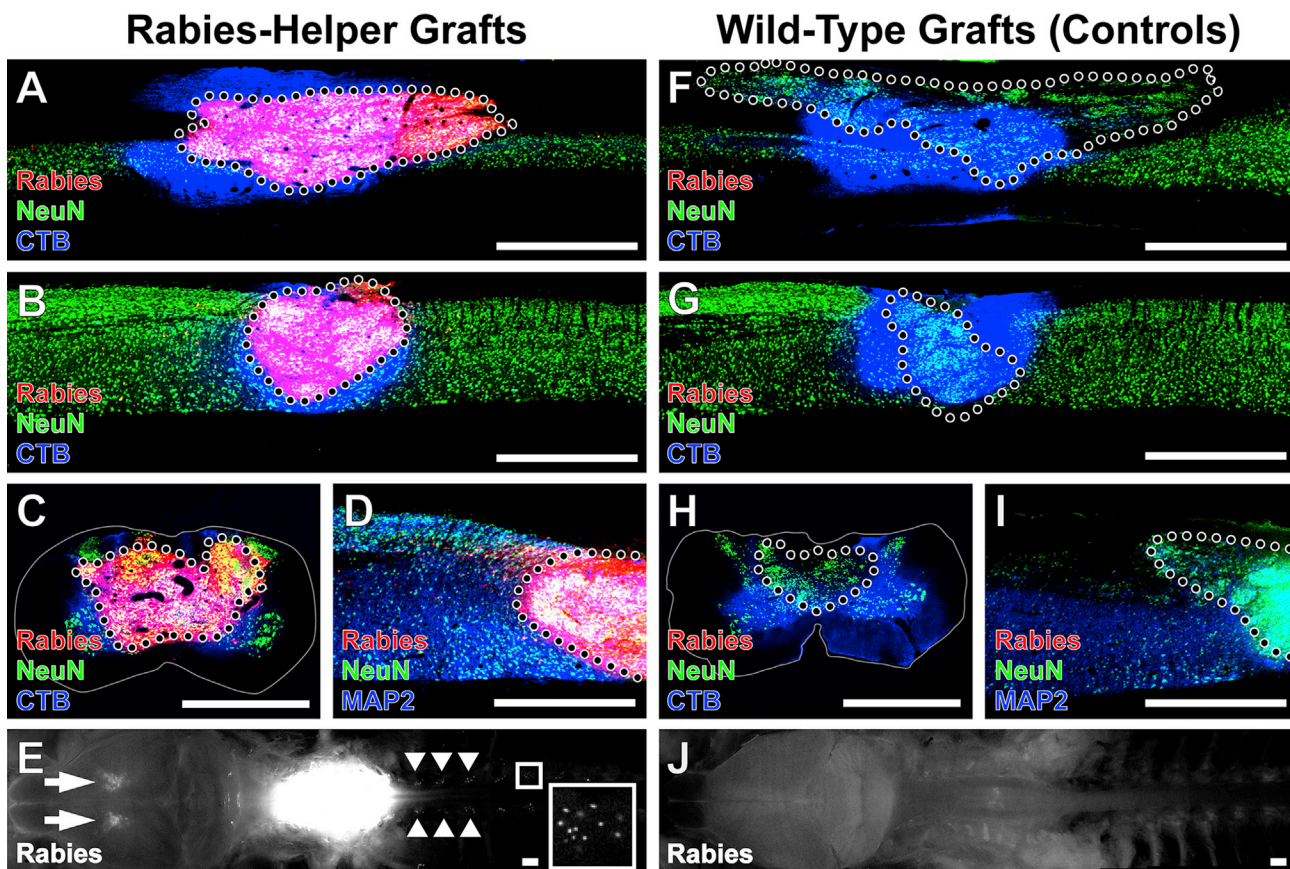 Rabies-Helper Grafts
Wild-Type Grafts (Controls)
A
Rabies
NeuN
CTB
F
Rabies
NeuN
CTB
B
Rabies
NeuN
CTB
G
Rabies
NeuN
CTB
C
Rabies
NeuN
CTB
D
Rabies
NeuN
MAP2
H
Rabies
NeuN
CTB
I
Rabies
NeuN
MAP2
E
Rabies
J
Rabies